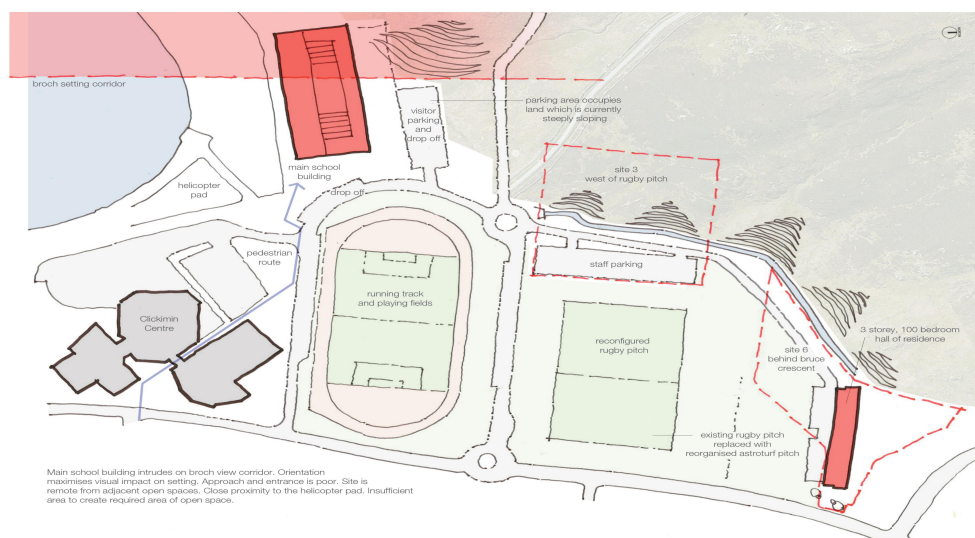 broch setting corridor
visitor
parking
and
drop off
parking area occupies
land which is currently
steeply sloping
main school
building
helicopter
pad
drop off
site 3
west of rugby pitch
pedestrian
route
staff parking
running track
and playing fields
Clickimin
Centre
reconfigured
rugby pitch
3 storey, 100 bedroom
hall of residence
site 6
behind bruce
crescent
existing rugby pitch
replaced with
reorganised astroturf pitch
Main school building intrudes on broch view corridor. Orientation
maximises visual impact on setting. Approach and entrance is poor. Site is
remote from adjacent open spaces. Close proximity to the helicopter pad. Insufficient
area to create required area of open space.